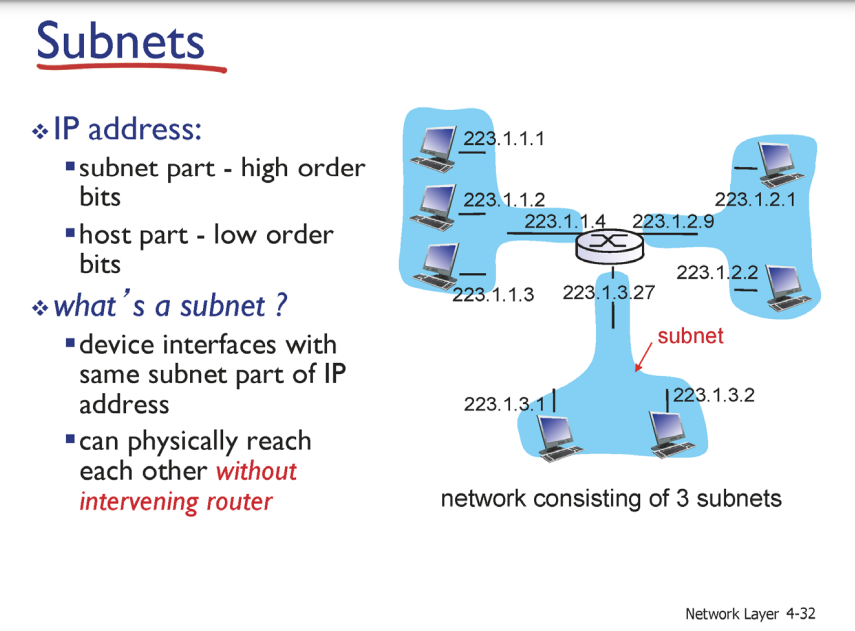 Subnets
❖ IP address:
▪ subnet part - high order
bits
▪ host part - low order
bits
❖ what’s a subnet ?
▪ device interfaces with
same subnet part of IP
address
▪ can physically reach
each other without
intervening router
223.1.1.1
223.1.1.2
223.1.1.3
223.1.1.4
223.1.2.9
223.1.2.1
223.1.2.2
223.1.3.27
subnet
223.1.3.1
223.1.3.2
network consisting of 3 subnets
Network Layer 4-32